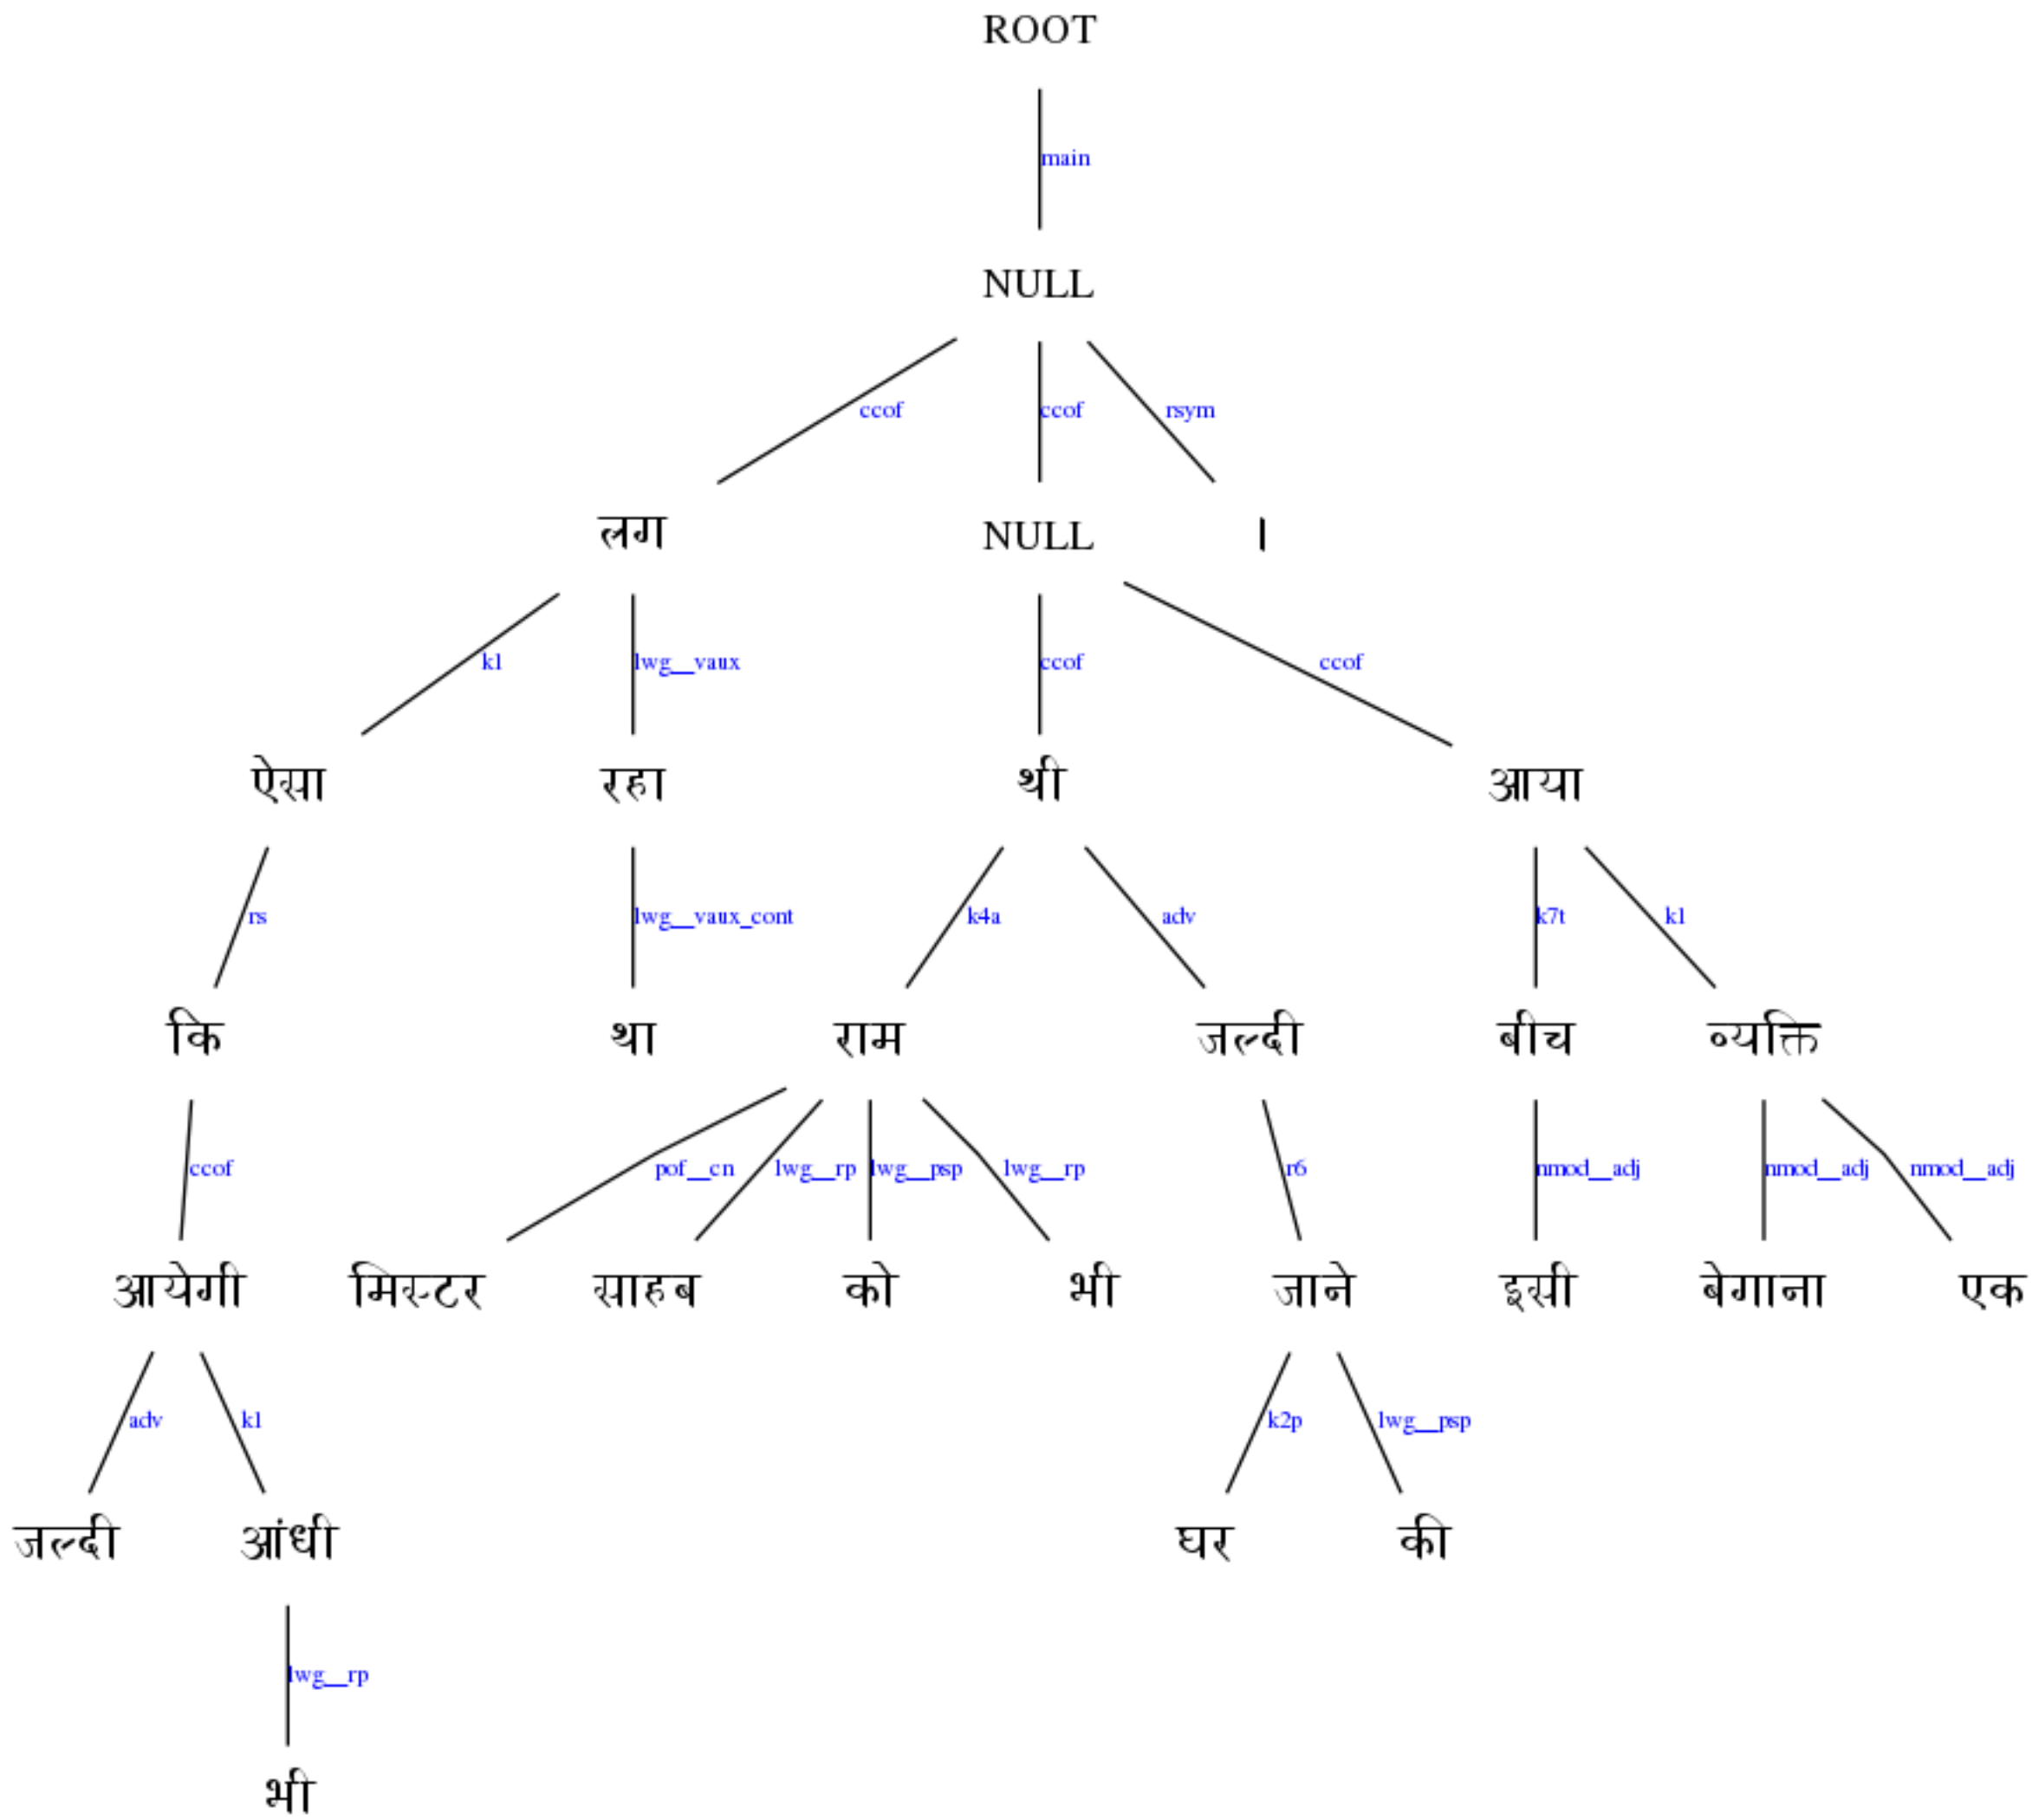 ROOT
main
NULL
ccof ccof rsym
लग NULL ।
k1 lwg__vaux ccof ccof
ऐसा रहा थी आया
rs lwg__vaux_cont k4a adv k7t k1
कि था राम जल्दी बीच व्यक्ति
ccof pof__cn lwg__rp lwg__psp lwg__rp r6 nmod__adj nmod__adj nmod__adj
आयेगी मिस्टर साहब को भी जाने इसी बेगाना एक
adv k1 k2p lwg__psp
जल्दी आंधी घर की
lwg__rp
भी